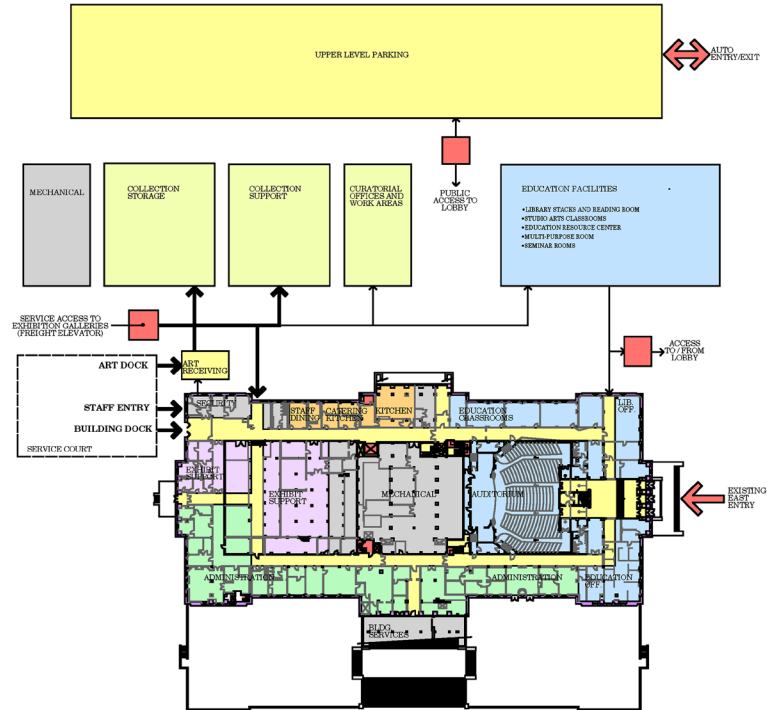 UPPER LEVEL PARKING
AUTO
ENTRY/EXIT
MECHANICAL
COLLECTION
STORAGE
COLLECTION
SUPPORT
CURATORIAL
OFFICES AND
WORK AREAS
PUBLIC
ACCESS TO
LOBBY
EDUCATION FACILITIES
•LIBRARY STACKS AND READING ROOM
•STUDIO ARTS CLASSROOMS
•EDUCATION RESOURCE CENTER
•MULTI-PURPOSE ROOM
•SEMINAR ROOMS
SERVICE ACCESS TO
EXHIBITION GALLERIES
(FREIGHT ELEVATOR)
ACCESS
TO / FROM
LOBBY
ART DOCK
ART
RECEIVING
STAFF ENTRY
BUILDING DOCK
SERVICE COURT
SECURITY
STAFF
DINING
CATERING
KITCHEN
KITCHEN
EDUCATION
CLASSROOMS
LIB.
OFF.
EXHIBIT
SUPPORT
EXHIBIT
SUPPORT
MECHANICAL
AUDITORIUM
EXISTING
EAST
ENTRY
ADMINISTRATION
ADMINISTRATION
EDUCATION
OFF.
BLDG
SERVICES